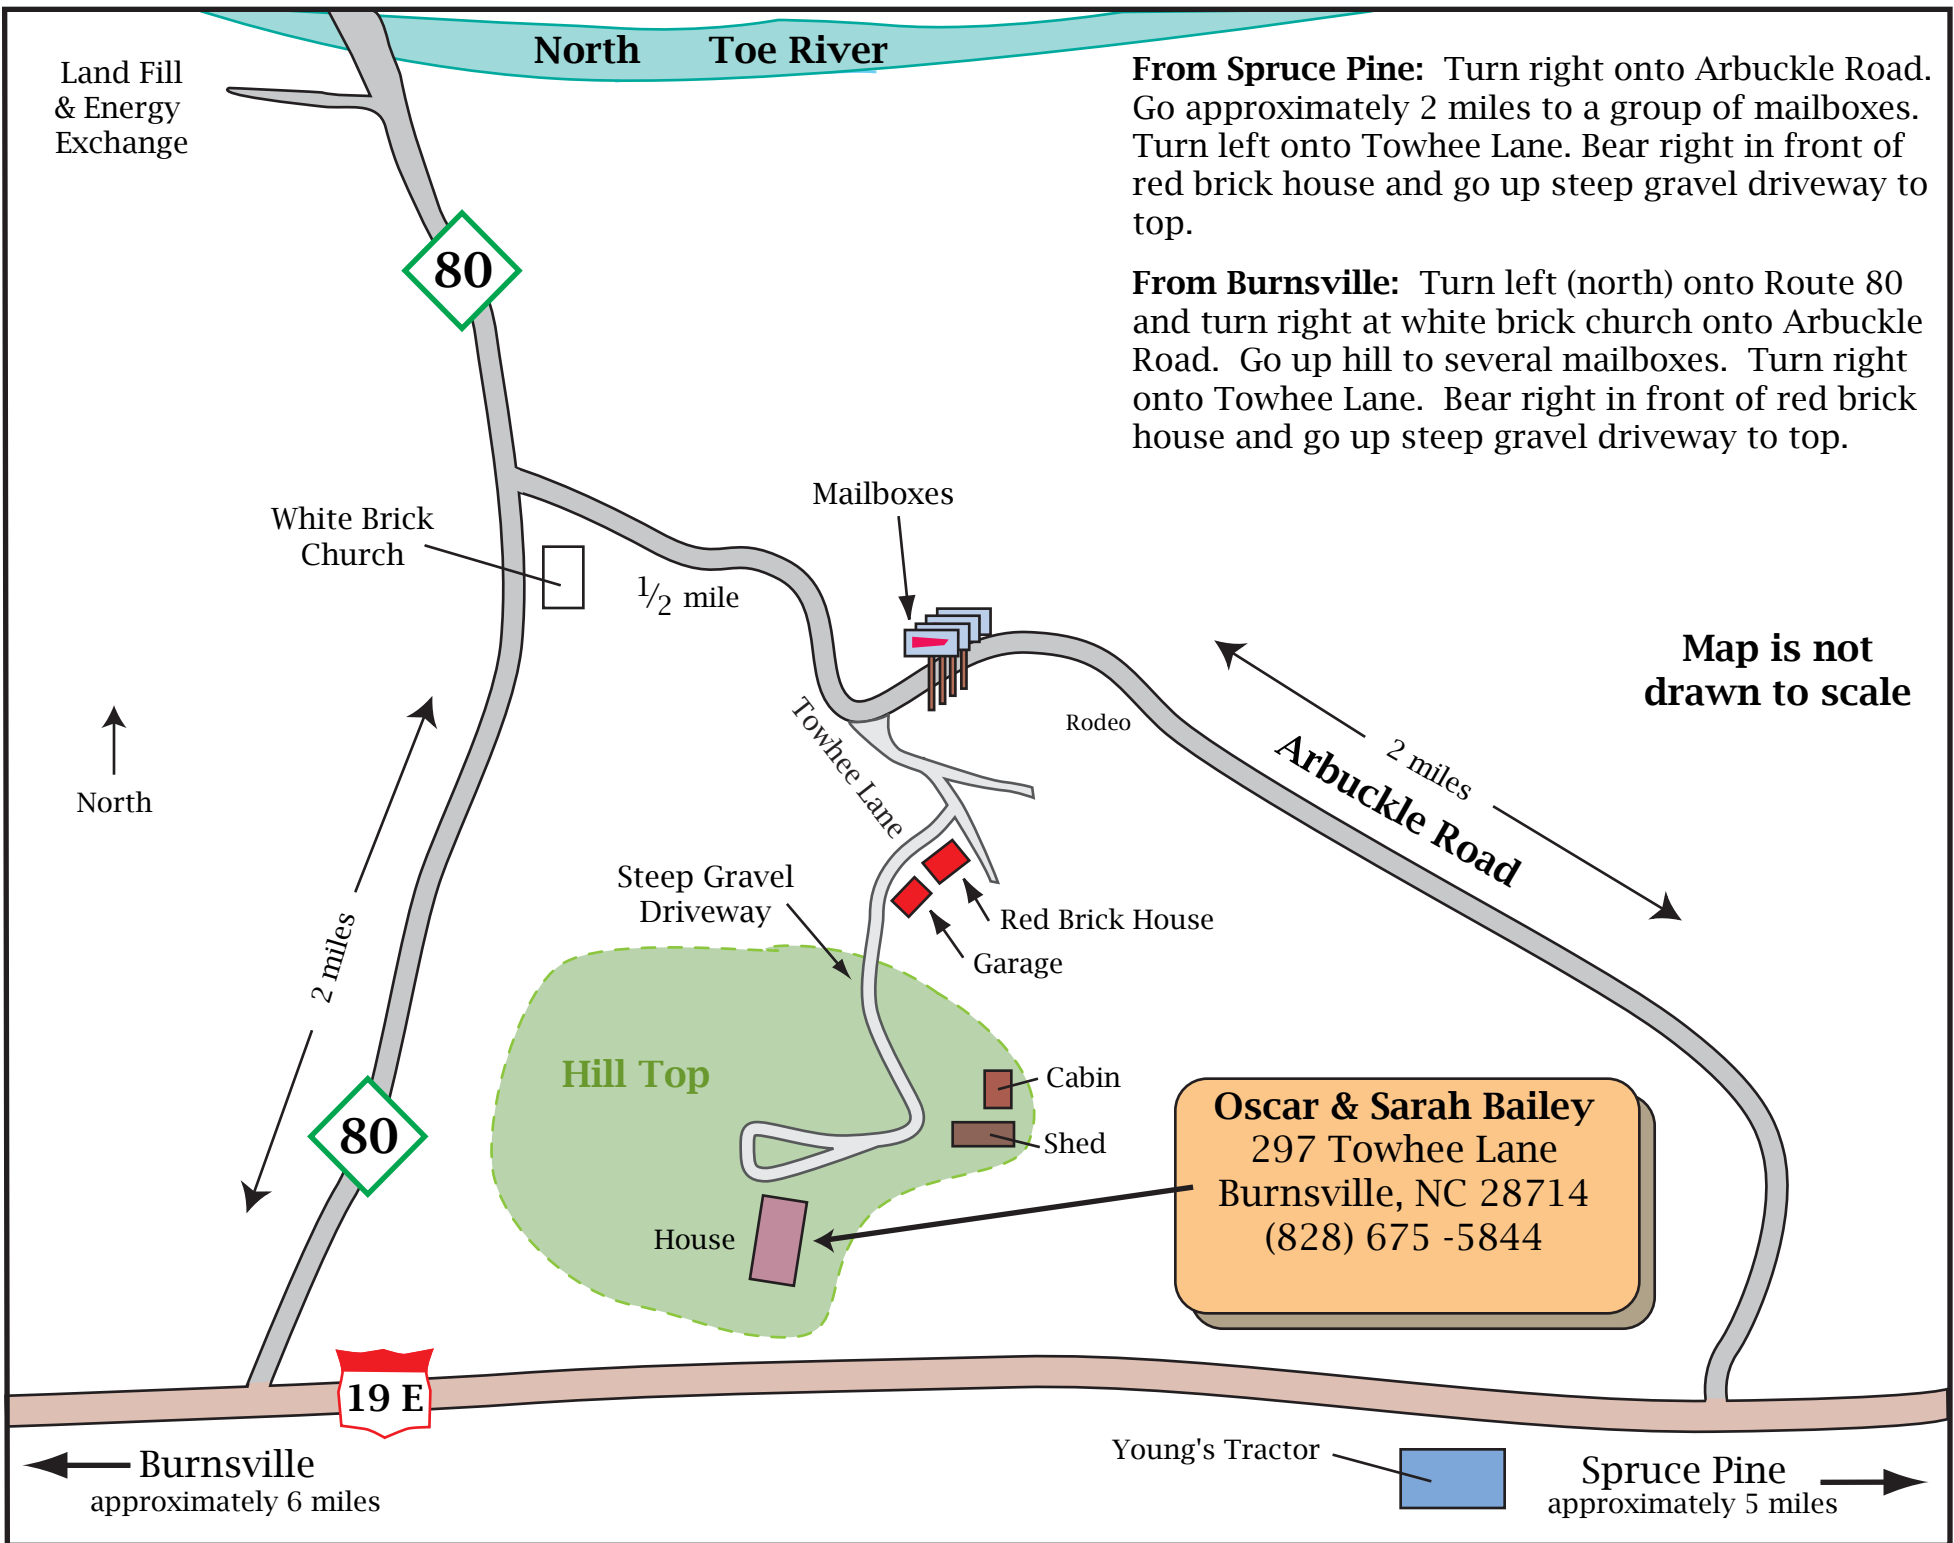 North Toe River
Land Fill
& Energy
Exchange
From Spruce Pine: Turn right onto Arbuckle Road.
Go approximately 2 miles to a group of mailboxes.
Turn left onto Towhee Lane. Bear right in front of
red brick house and go up steep gravel driveway to
top.
From Burnsville: Turn left (north) onto Route 80
and turn right at white brick church onto Arbuckle
Road. Go up hill to several mailboxes. Turn right
onto Towhee Lane. Bear right in front of red brick
house and go up steep gravel driveway to top.
80
Mailboxes
White Brick
Church
1/2 mile
Map is not
drawn to scale
Rodeo
Towhee Lane
2 miles
Arbuckle Road
North
Steep Gravel
Driveway
Red Brick House
Garage
2 miles
Hill Top
Cabin
Shed
80
Oscar & Sarah Bailey
297 Towhee Lane
Burnsville, NC 28714
(828) 675 -5844
House
19 E
Burnsville
approximately 6 miles
Young's Tractor
Spruce Pine
approximately 5 miles